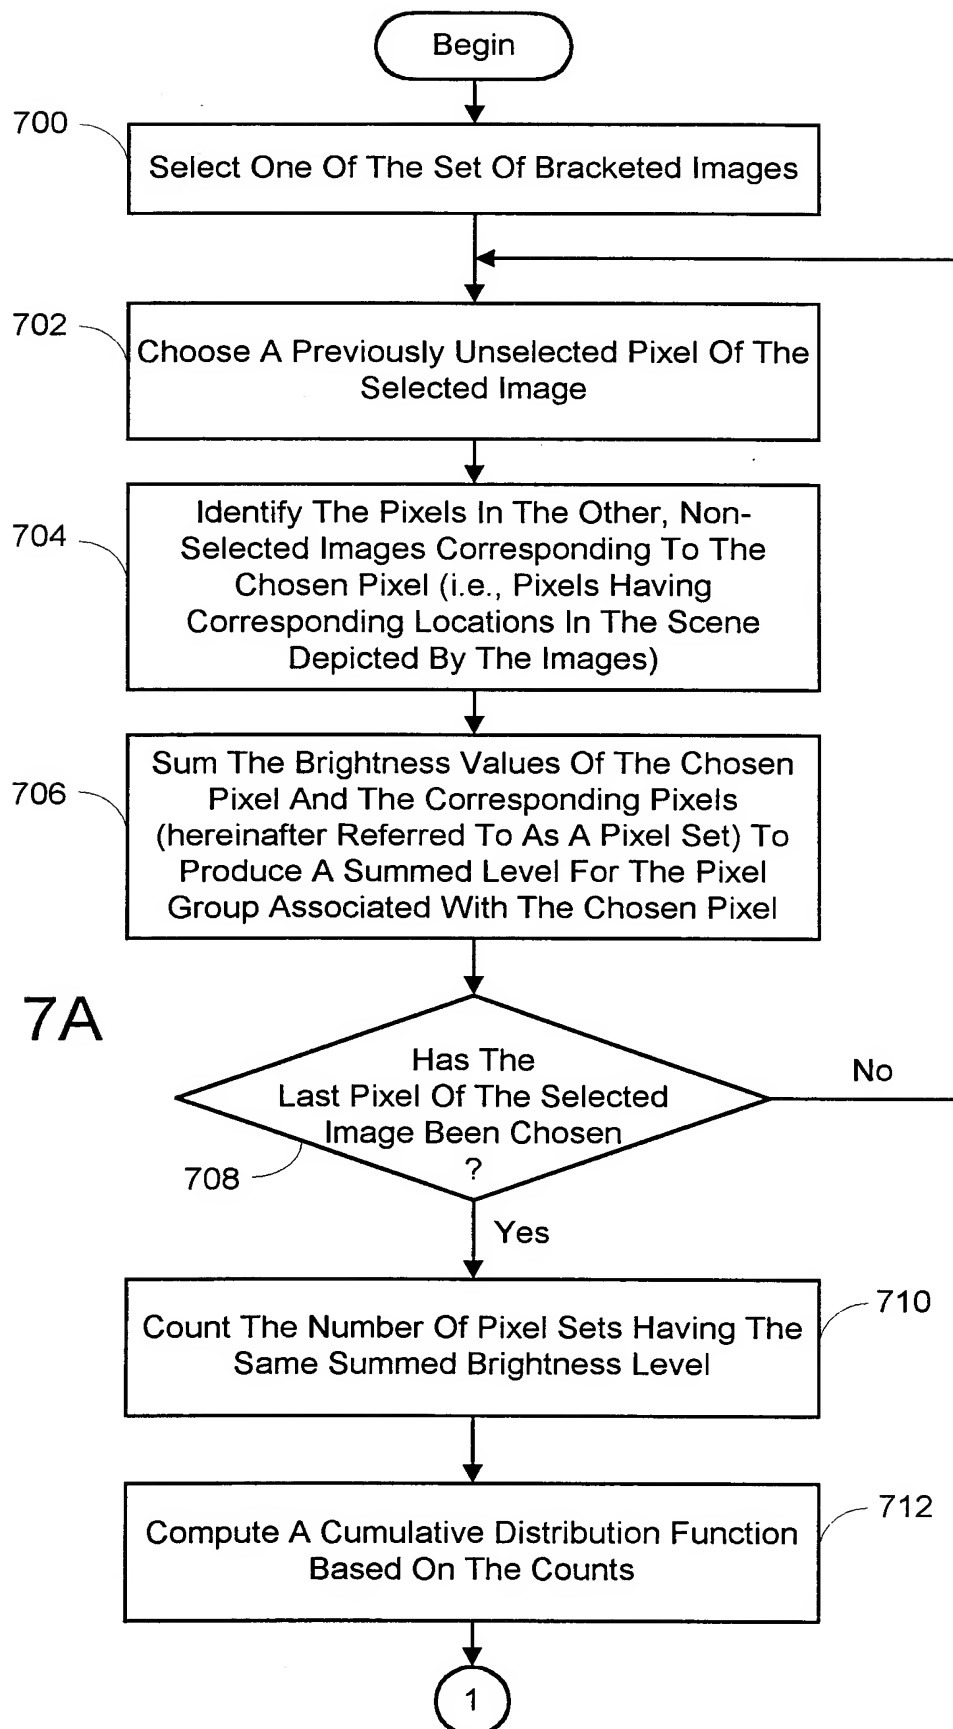 Begin
700
Select One Of The Set Of Bracketed Images
702
Choose A Previously Unselected Pixel Of The
Selected Image
704
Identify The Pixels In The Other, Non-
Selected Images Corresponding To The
Chosen Pixel (i.e., Pixels Having
Corresponding Locations In The Scene
Depicted By The Images)
706
Sum The Brightness Values Of The Chosen
Pixel And The Corresponding Pixels
(hereinafter Referred To As A Pixel Set) To
Produce A Summed Level For The Pixel
Group Associated With The Chosen Pixel
7A
Has The
Last Pixel Of The Selected
Image Been Chosen
?
No
708
Yes
710
Count The Number Of Pixel Sets Having The
Same Summed Brightness Level
712
Compute A Cumulative Distribution Function
Based On The Counts
1